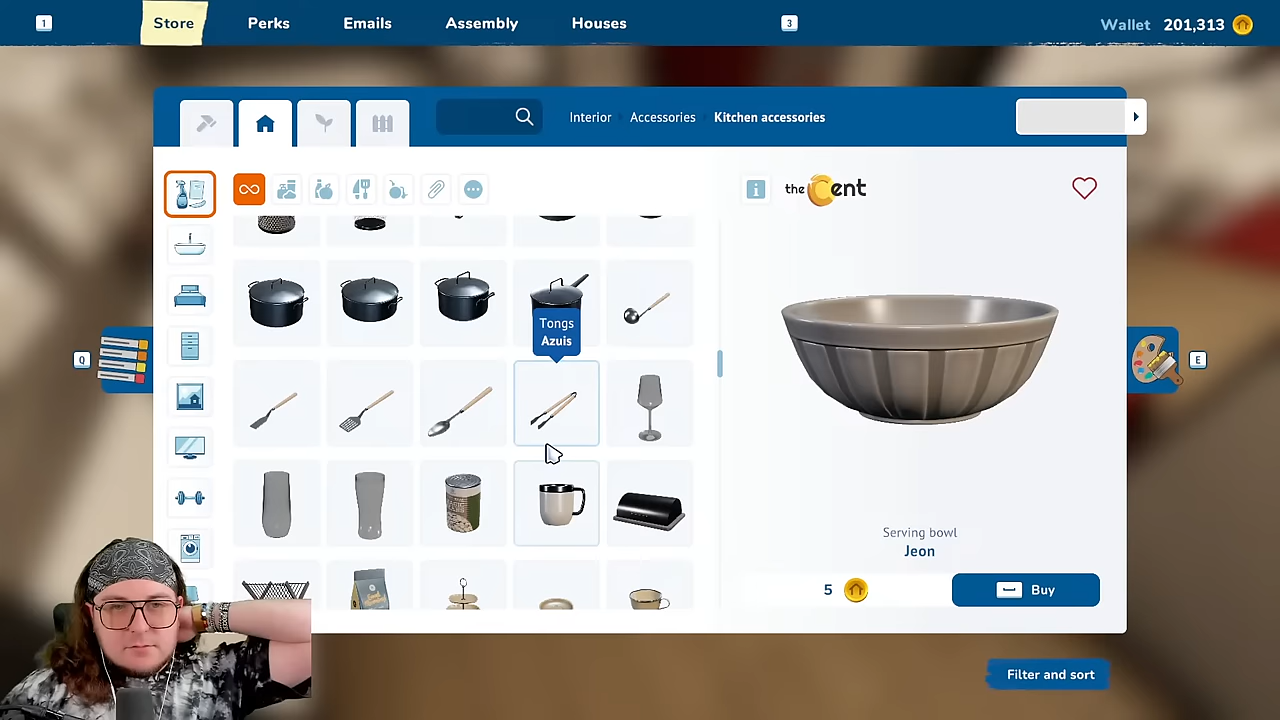 1
Store
Perks
Emails
Assembly
Houses
3
Wallet 201,313
Interior
Accessories
Kitchen accessories
the Cent
Tongs
Azuis
Q
E
Serving bowl
Jeon
5
Buy
Filter and sort